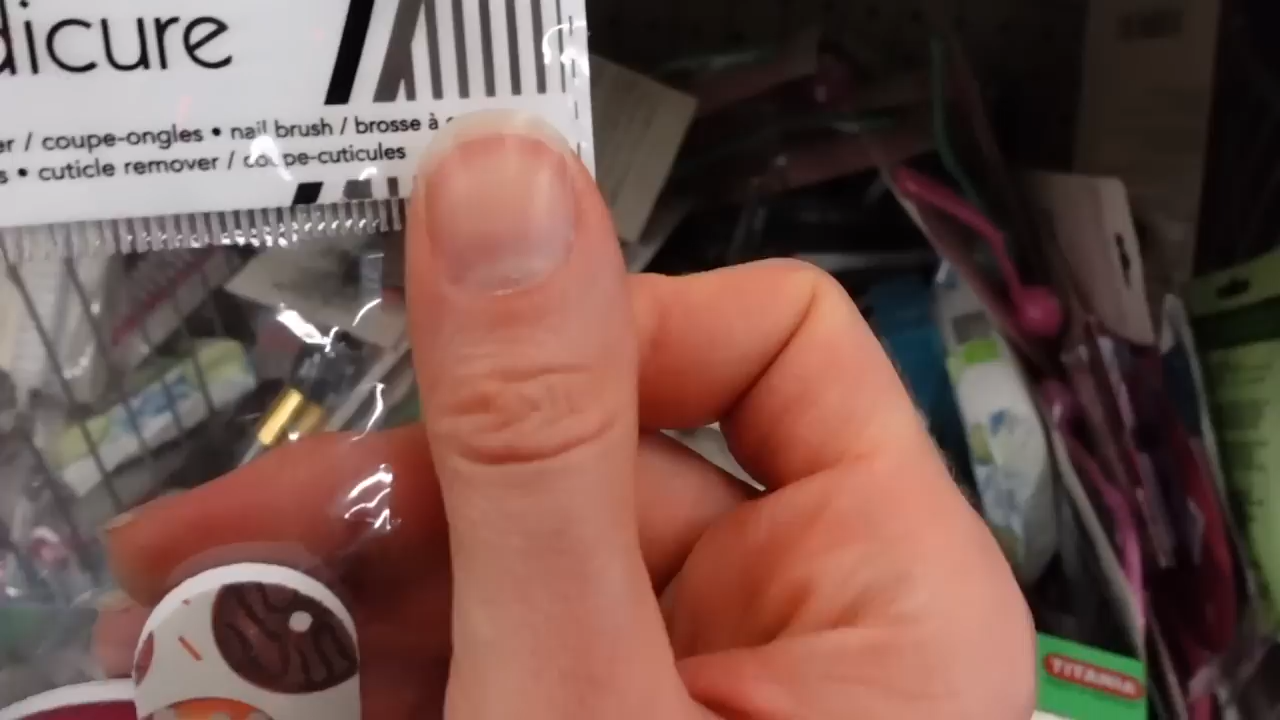 dicure
er / coupe-ongles • nail brush / brosse à
s • cuticle remover / coupe-cuticules
TITANIA